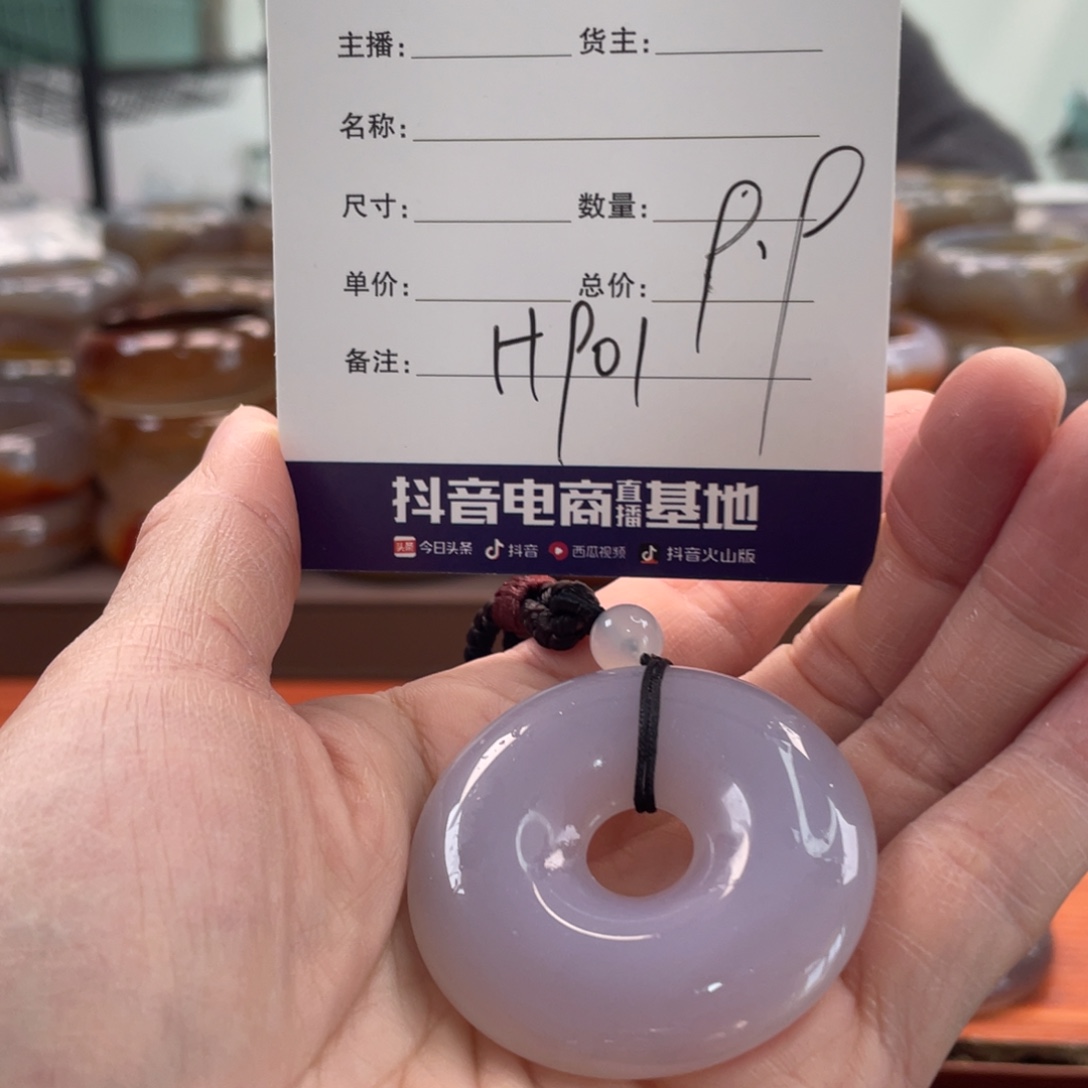 主播： 货主：
名称：
尺寸： 数量：
单价： 总价：
P.P
备注： HP01
抖音电商直播基地
头条 今日头条 抖音 西瓜视频 抖音火山版